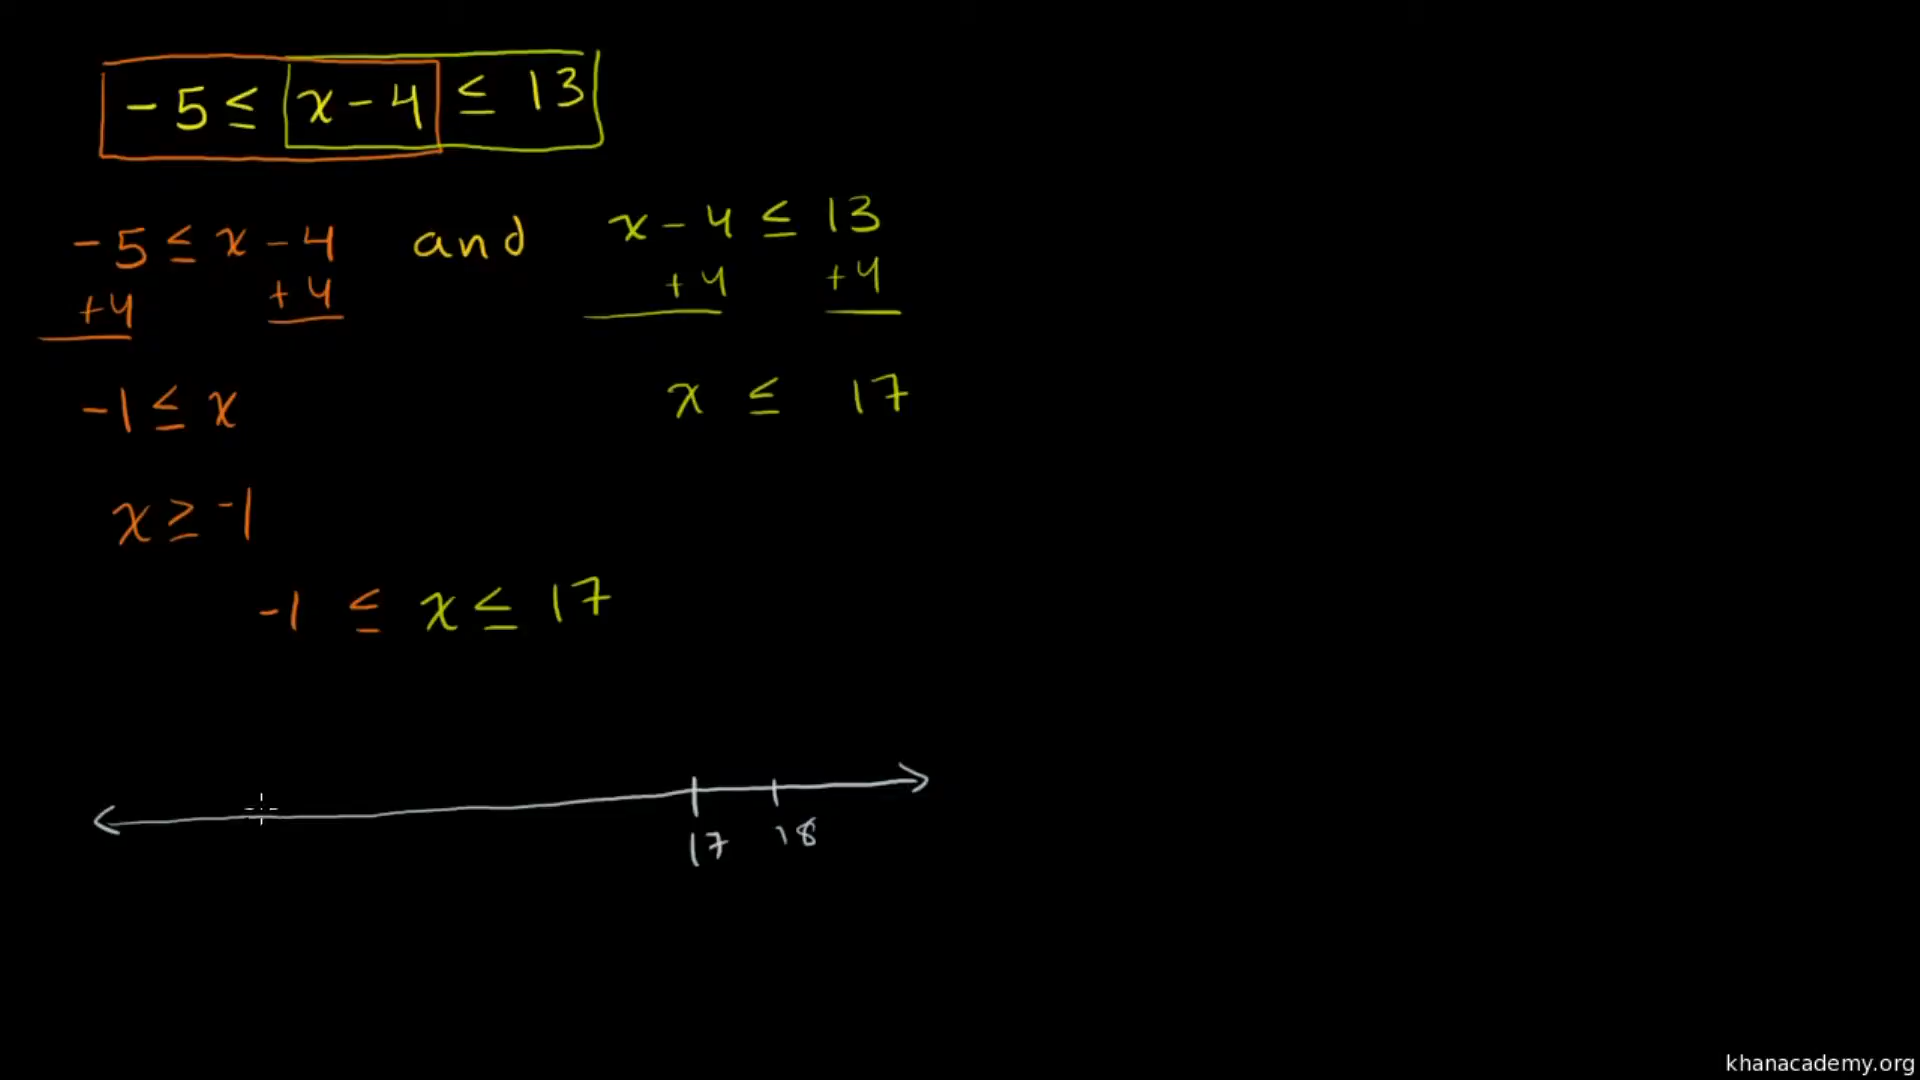 -5 ≤ x-4 ≤ 13
-5 ≤ x-4 and x-4 ≤ 13
+4 +4 +4 +4
-1 ≤ x x ≤ 17
x ≥ -1
-1 ≤ x ≤ 17
17 18
khanacademy.org